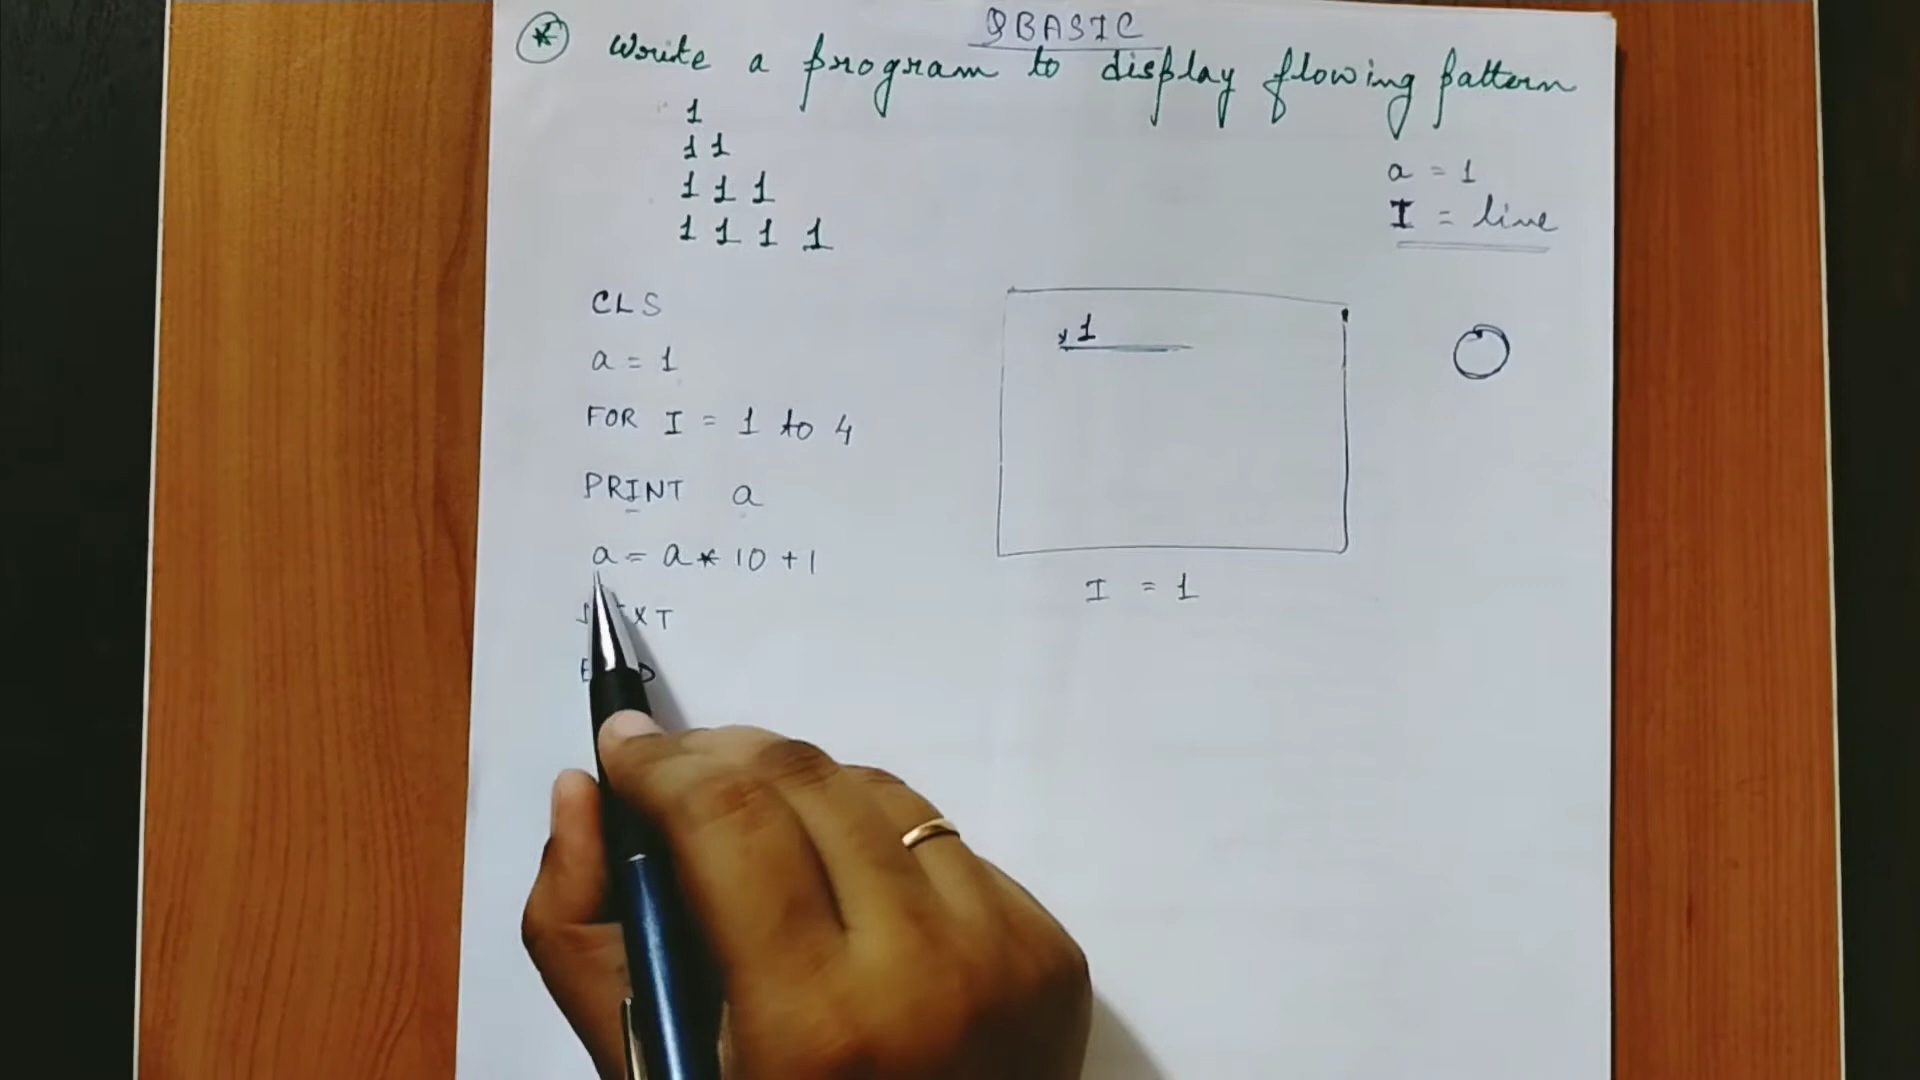 QBASIC
* Write a program to display flowing pattern
1
1 1
1 1 1
1 1 1 1
a = 1
I = line
CLS
a = 1
FOR I = 1 to 4
PRINT a
a = a * 10 + 1
1
I = 1